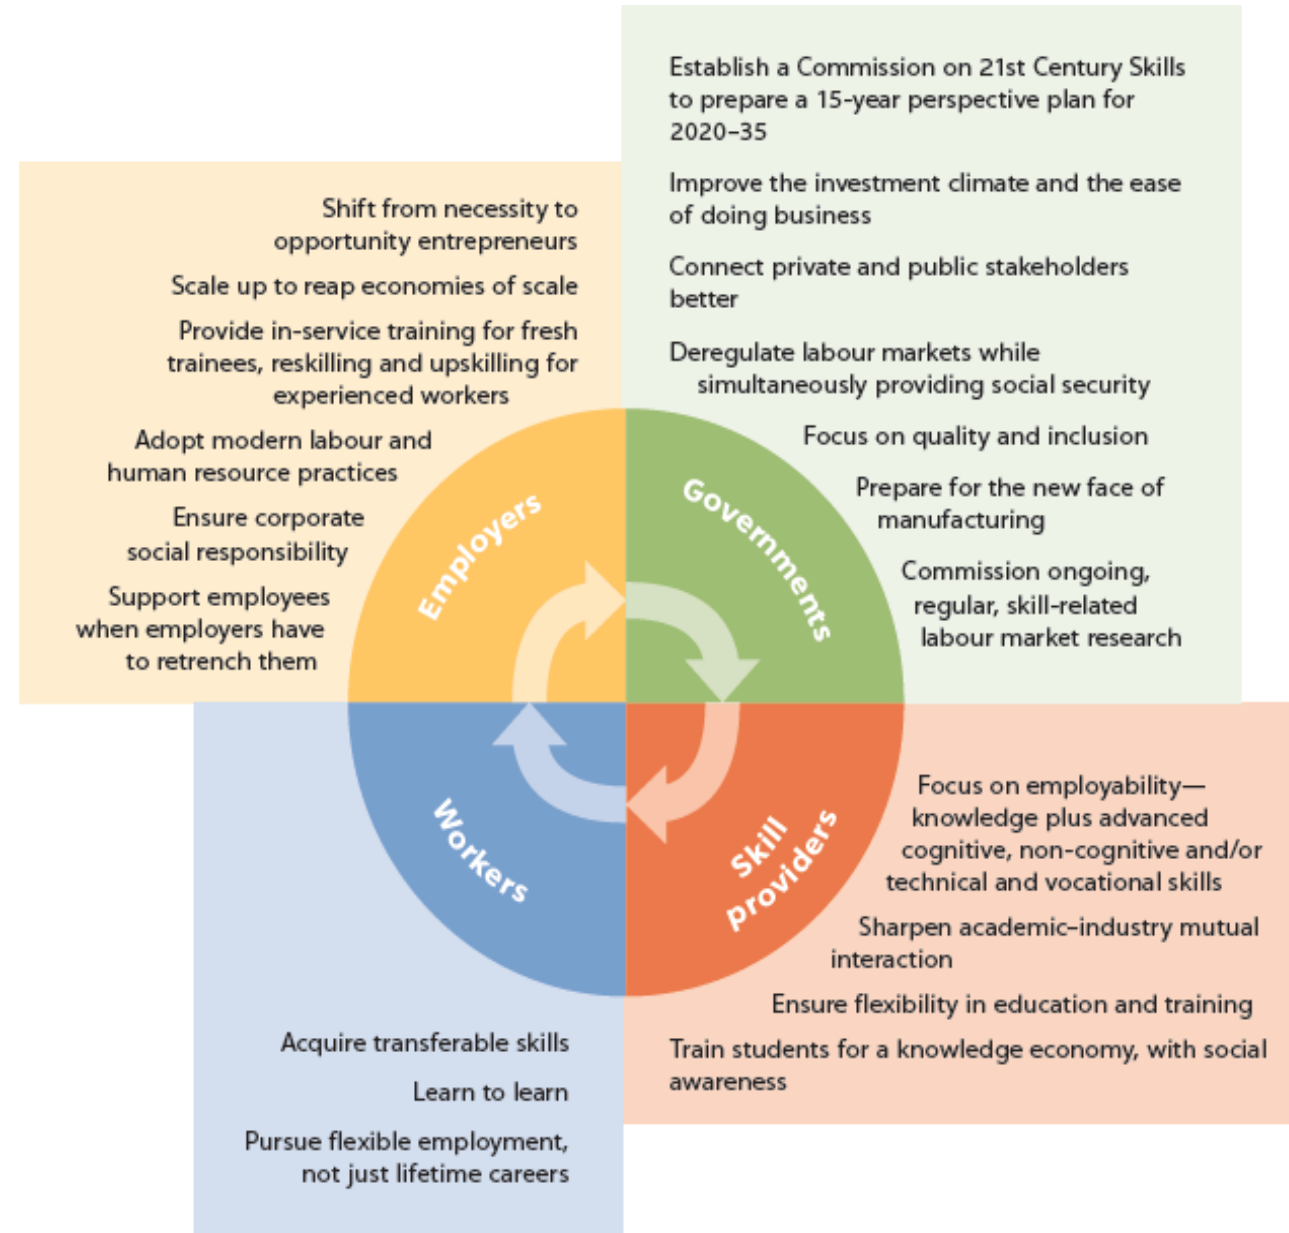 Establish a Commission on 21st Century Skills
to prepare a 15-year perspective plan for
2020–35
Improve the investment climate and the ease
of doing business
Connect private and public stakeholders
better
Deregulate labour markets while
simultaneously providing social security
Focus on quality and inclusion
Prepare for the new face of
manufacturing
Commission ongoing,
regular, skill-related
labour market research
Shift from necessity to
opportunity entrepreneurs
Scale up to reap economies of scale
Provide in-service training for fresh
trainees, reskilling and upskilling for
experienced workers
Adopt modern labour and
human resource practices
Ensure corporate
social responsibility
Support employees
when employers have
to retrench them
Employers
Governments
Workers
Skill
providers
Focus on employability—
knowledge plus advanced
cognitive, non-cognitive and/or
technical and vocational skills
Sharpen academic–industry mutual
interaction
Ensure flexibility in education and training
Train students for a knowledge economy, with social
awareness
Acquire transferable skills
Learn to learn
Pursue flexible employment,
not just lifetime careers